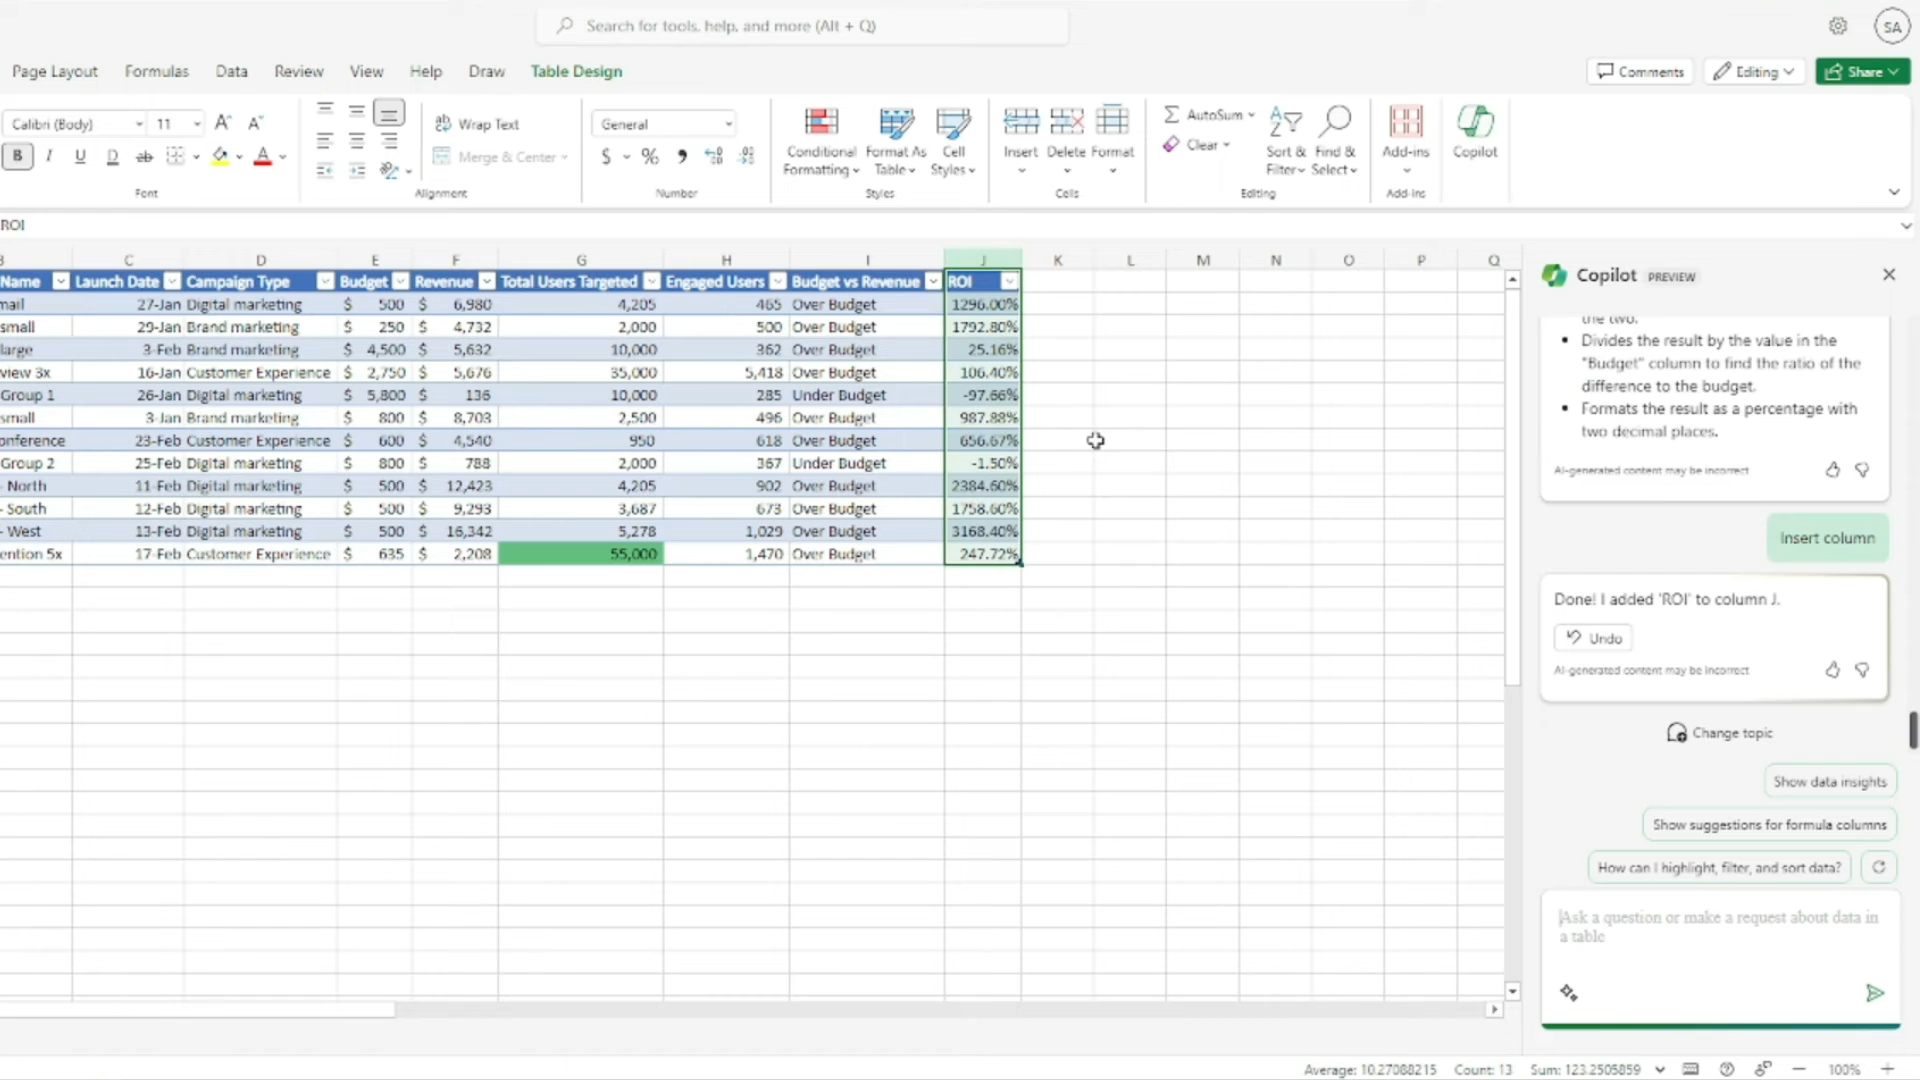 Search for tools, help, and more (Alt + Q)
SA
Page Layout Formulas Data Review View Help Draw Table Design
Comments Editing Share
Calibri (Body) 11 A A Wrap Text General AutoSum
B I U D ab A Merge & Center $ % Clear
Conditional Formatting Format As Table Cell Styles Insert Delete Format Sort & Filter Find & Select Add-ins Copilot
Font Alignment Number Styles Cells Editing Add-ins
ROI
C D E F G H I J K L M N O P Q
Name Launch Date Campaign Type Budget Revenue Total Users Targeted Engaged Users Budget vs Revenue ROI
mail 27-Jan Digital marketing $ 500 $ 6,980 4,205 465 Over Budget 1296.00%
small 29-Jan Brand marketing $ 250 $ 4,732 2,000 500 Over Budget 1792.80%
large 3-Feb Brand marketing $ 4,500 $ 5,632 10,000 362 Over Budget 25.16%
view 3x 16-Jan Customer Experience $ 2,750 $ 5,676 35,000 5,418 Over Budget 106.40%
Group 1 26-Jan Digital marketing $ 5,800 $ 136 10,000 285 Under Budget -97.66%
small 3-Jan Brand marketing $ 800 $ 8,703 2,500 496 Over Budget 987.88%
onference 23-Feb Customer Experience $ 600 $ 4,540 950 618 Over Budget 656.67%
Group 2 25-Feb Digital marketing $ 800 $ 788 2,000 367 Under Budget -1.50%
- North 11-Feb Digital marketing $ 500 $ 12,423 4,205 902 Over Budget 2384.60%
- South 12-Feb Digital marketing $ 500 $ 9,293 3,687 673 Over Budget 1758.60%
- West 13-Feb Digital marketing $ 500 $ 16,342 5,278 1,029 Over Budget 3168.40%
ention 5x 17-Feb Customer Experience $ 635 $ 2,208 55,000 1,470 Over Budget 247.72%
Copilot PREVIEW
the two.
• Divides the result by the value in the
"Budget" column to find the ratio of the
difference to the budget.
• Formats the result as a percentage with
two decimal places.
AI-generated content may be incorrect
Insert column
Done! I added 'ROI' to column J.
Undo
AI-generated content may be incorrect
Change topic
Show data insights
Show suggestions for formula columns
How can I highlight, filter, and sort data?
Ask a question or make a request about data in
a table
Average: 10.27088215 Count: 13 Sum: 123.2505859 100%